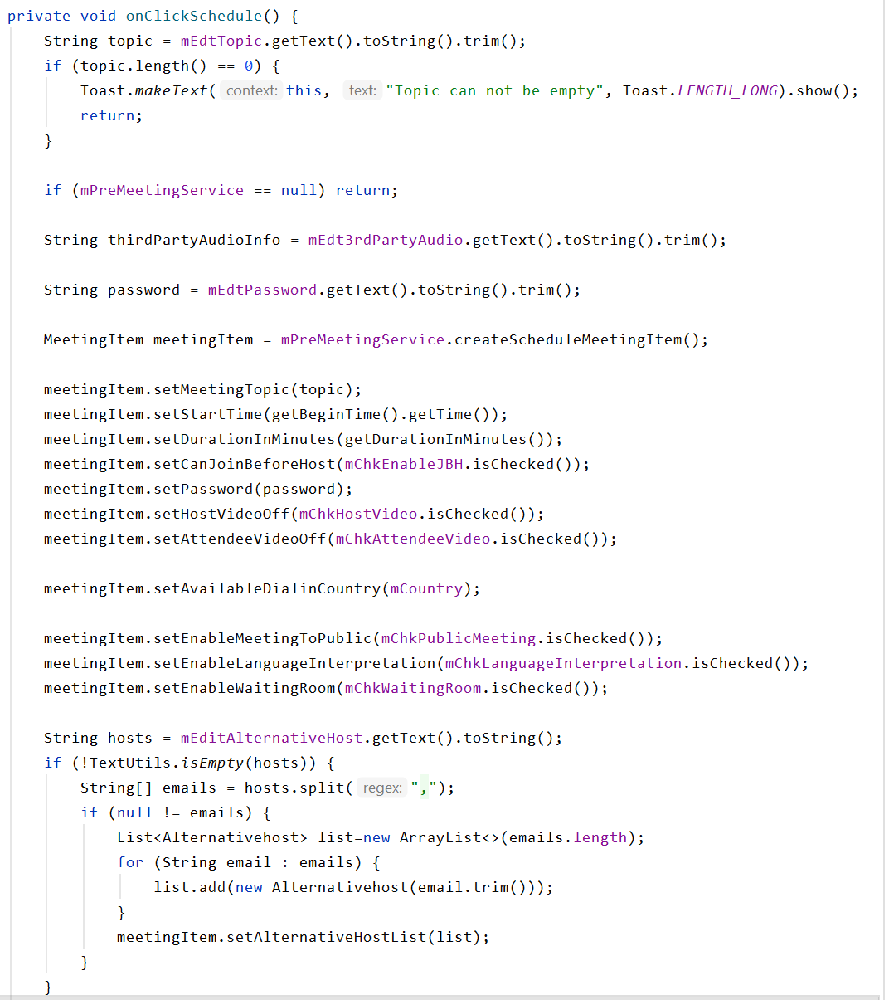 private void onClickSchedule() {
    String topic = mEdtTopic.getText().toString().trim();
    if (topic.length() == 0) {
        Toast.makeText( context: this, text: "Topic can not be empty", Toast.LENGTH_LONG).show();
        return;
    }

    if (mPreMeetingService == null) return;

    String thirdPartyAudioInfo = mEdt3rdPartyAudio.getText().toString().trim();

    String password = mEdtPassword.getText().toString().trim();

    MeetingItem meetingItem = mPreMeetingService.createScheduleMeetingItem();

    meetingItem.setMeetingTopic(topic);
    meetingItem.setStartTime(getBeginTime().getTime());
    meetingItem.setDurationInMinutes(getDurationInMinutes());
    meetingItem.setCanJoinBeforeHost(mChkEnableJBH.isChecked());
    meetingItem.setPassword(password);
    meetingItem.setHostVideoOff(mChkHostVideo.isChecked());
    meetingItem.setAttendeeVideoOff(mChkAttendeeVideo.isChecked());

    meetingItem.setAvailableDialinCountry(mCountry);

    meetingItem.setEnableMeetingToPublic(mChkPublicMeeting.isChecked());
    meetingItem.setEnableLanguageInterpretation(mChkLanguageInterpretation.isChecked());
    meetingItem.setEnableWaitingRoom(mChkWaitingRoom.isChecked());

    String hosts = mEditAlternativeHost.getText().toString();
    if (!TextUtils.isEmpty(hosts)) {
        String[] emails = hosts.split( regex: ",");
        if (null != emails) {
            List<Alternativehost> list=new ArrayList<>(emails.length);
            for (String email : emails) {
                list.add(new Alternativehost(email.trim()));
            }
            meetingItem.setAlternativeHostList(list);
        }
    }